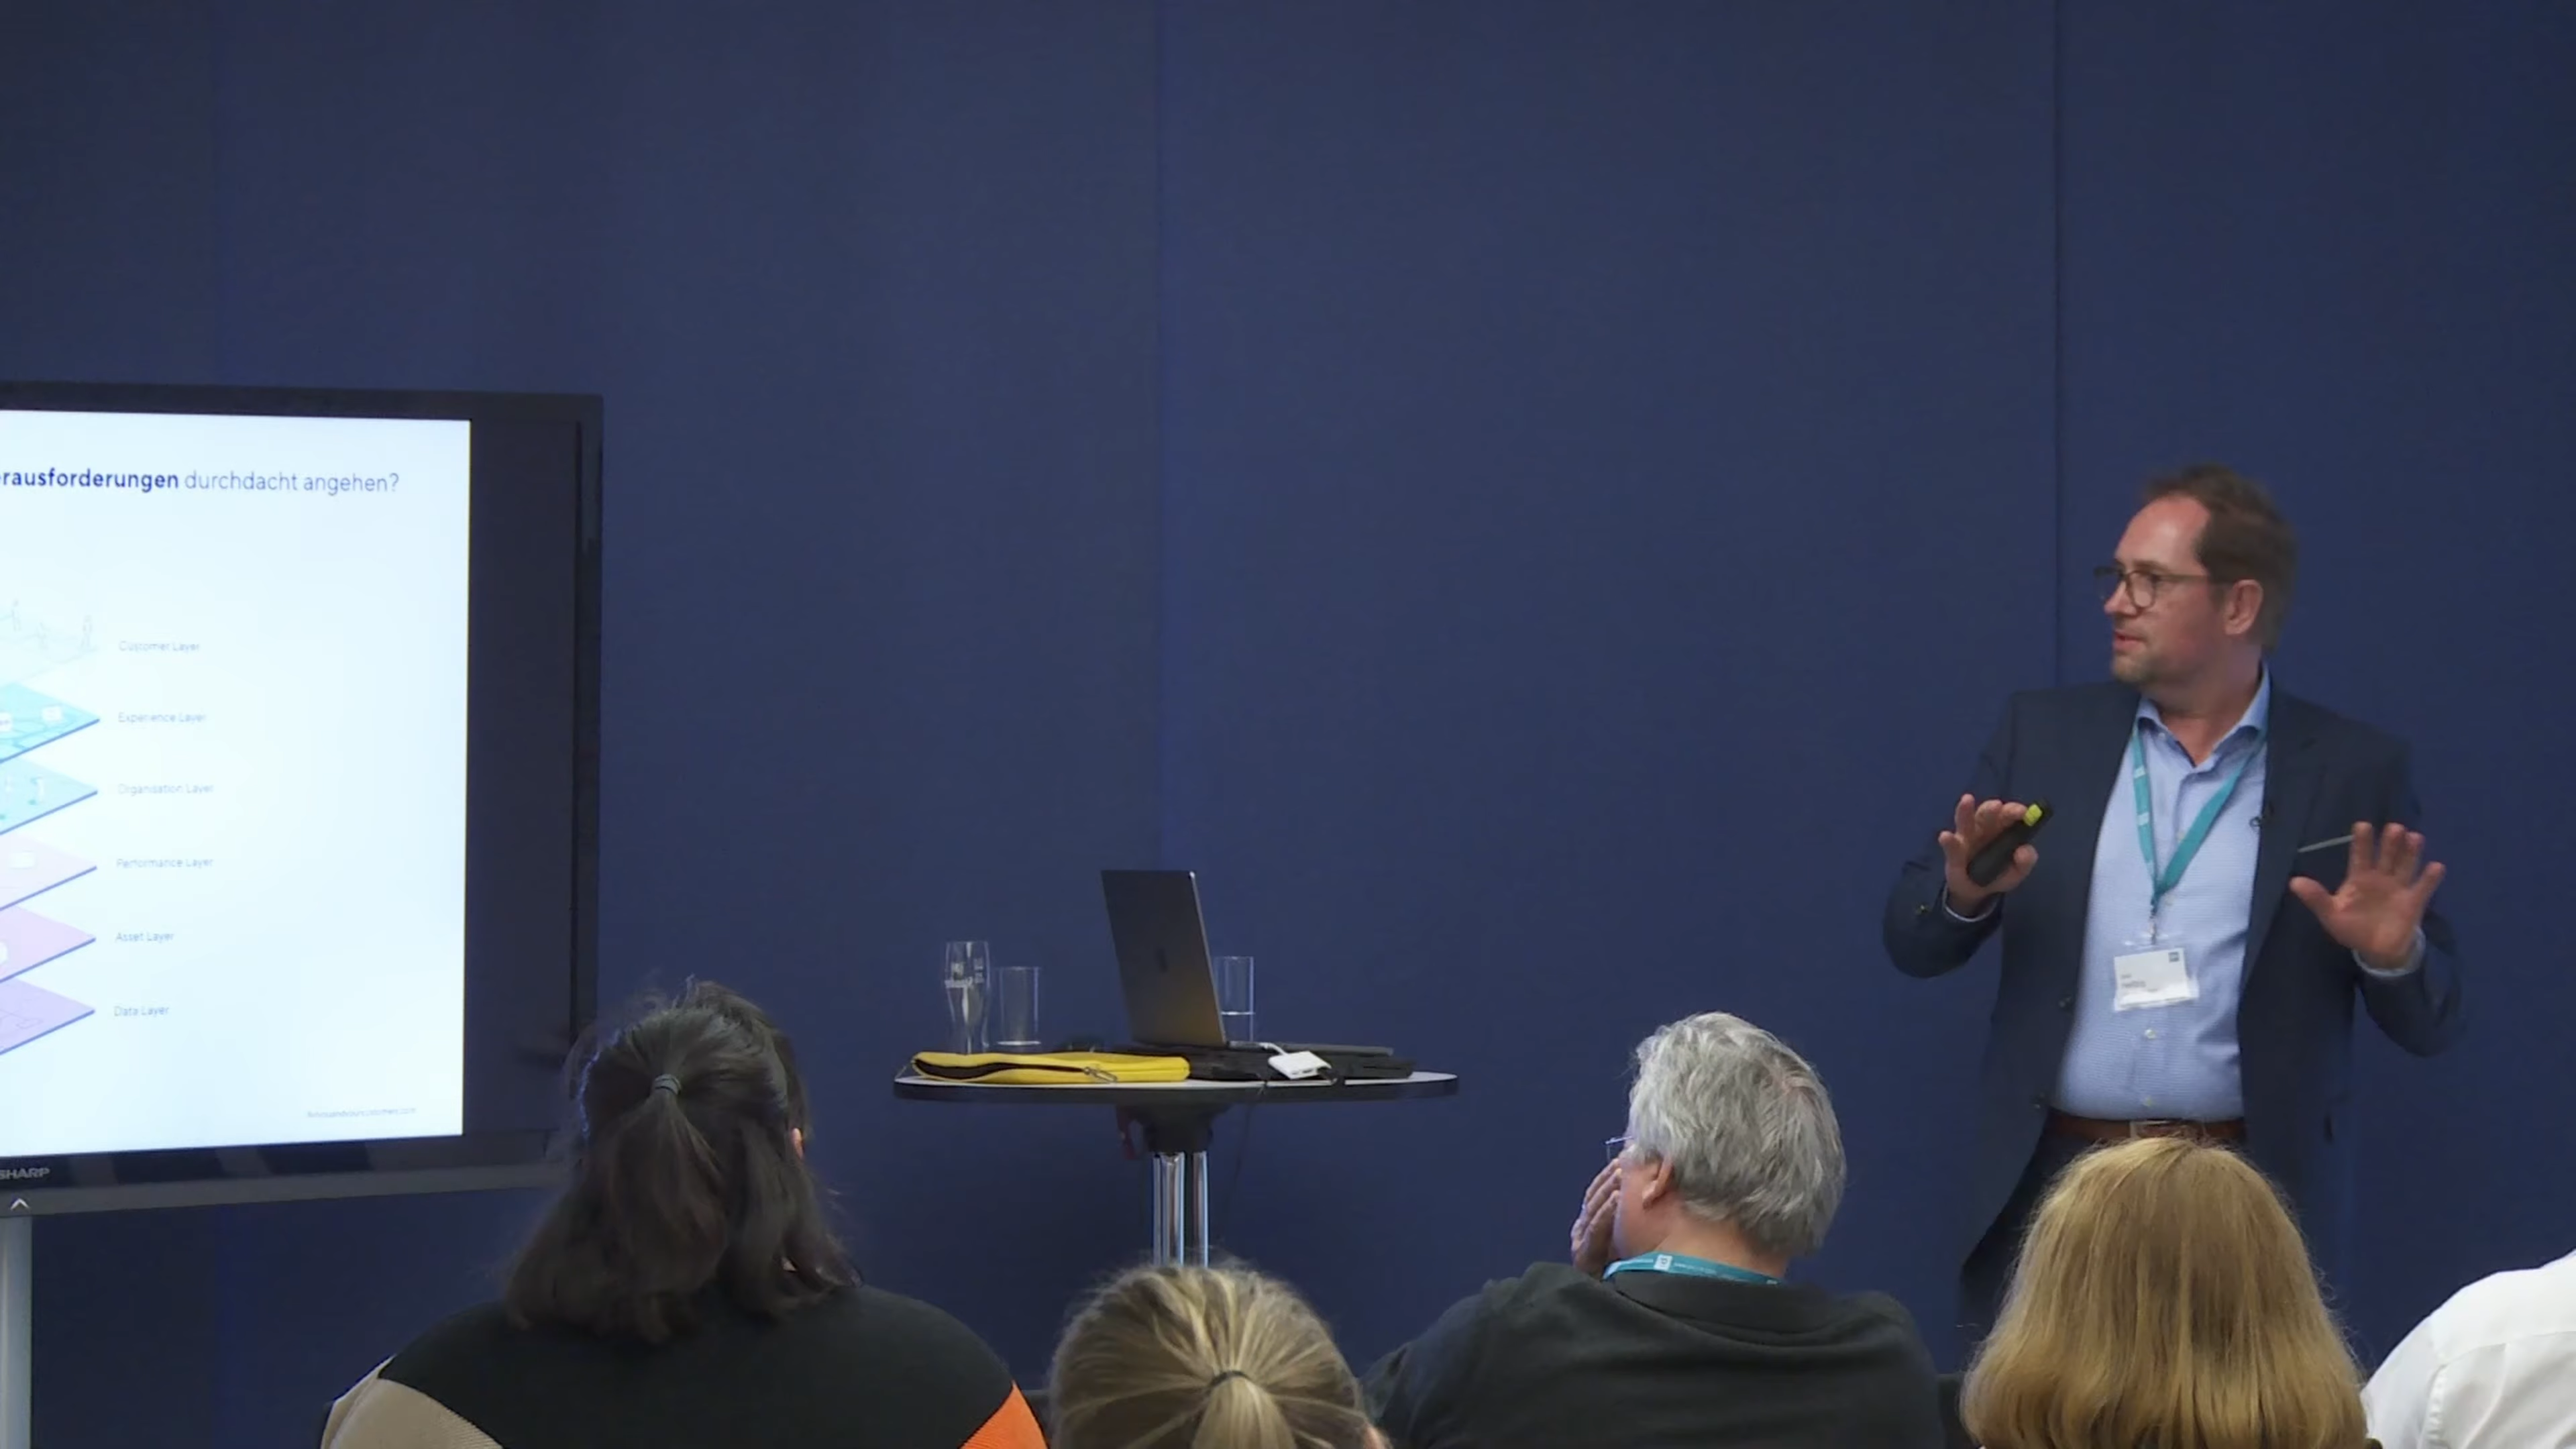 erausforderungen durchdacht angehen?
Customer Layer
Experience Layer
Organisation Layer
Performance Layer
Asset Layer
Data Layer
SHARP